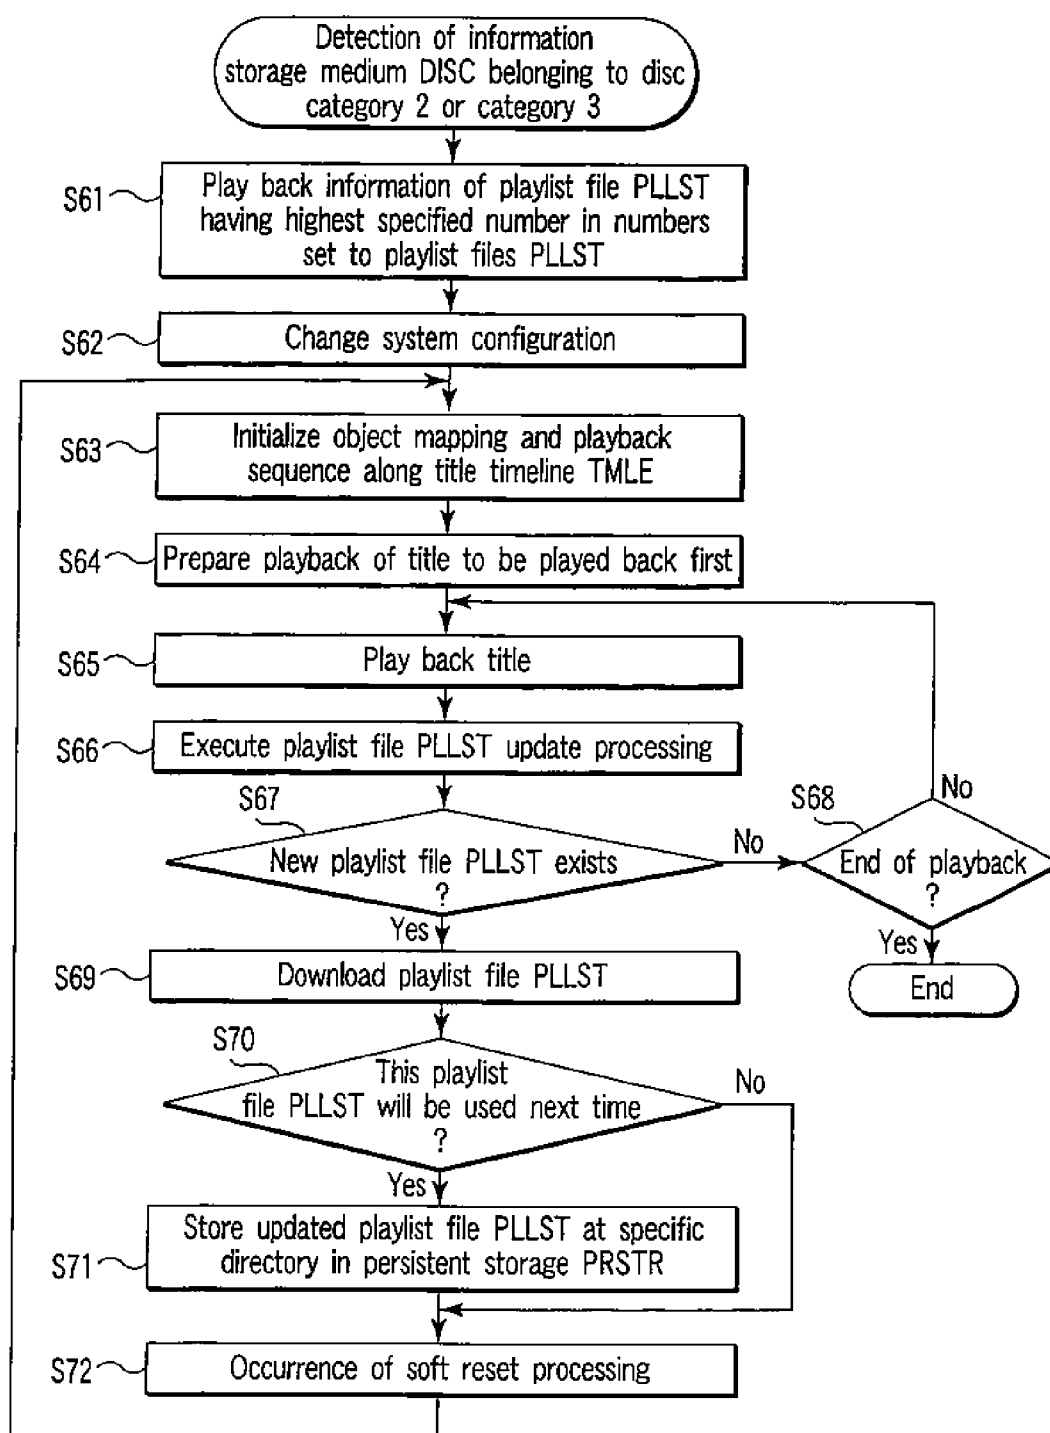 Detection of information
storage medium DISC belonging to disc
category 2 or category 3
S61
Play back information of playlist file PLLST
having highest specified number in numbers
set to playlist files PLLST
S62
Change system configuration
S63
Initialize object mapping and playback
sequence along title timeline TMLE
S64
Prepare playback of title to be played back first
S65
Play back title
S66
Execute playlist file PLLST update processing
S67
New playlist file PLLST exists
?
No
Yes
S68
End of playback
?
No
Yes
End
S69
Download playlist file PLLST
S70
This playlist
file PLLST will be used next time
?
No
Yes
S71
Store updated playlist file PLLST at specific
directory in persistent storage PRSTR
S72
Occurrence of soft reset processing